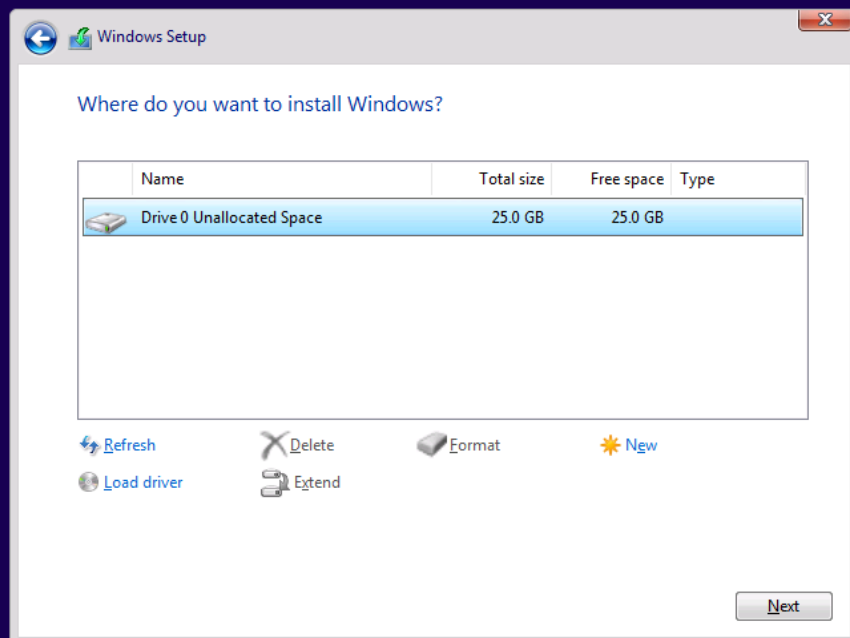 Windows Setup
Where do you want to install Windows?
Name Total size Free space Type
Drive 0 Unallocated Space 25.0 GB 25.0 GB
Refresh Delete Format New
Load driver Extend
Next